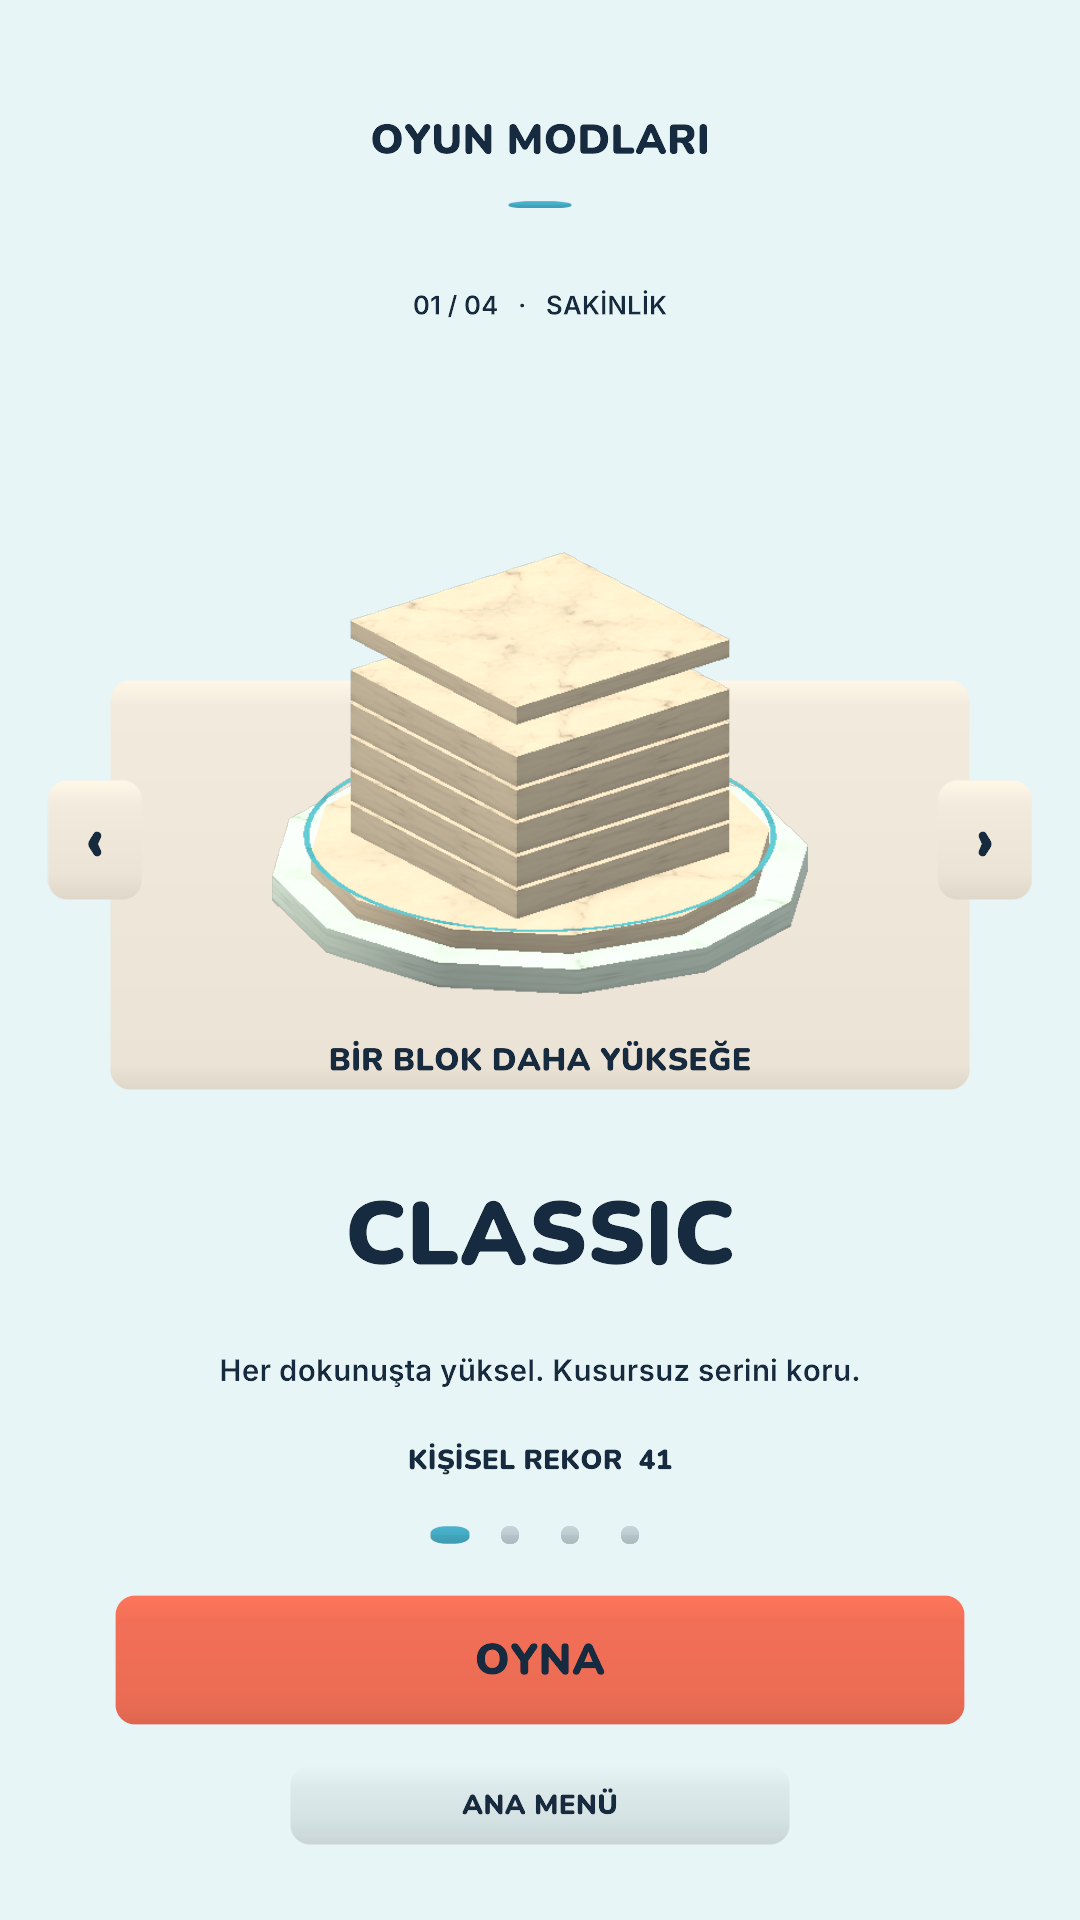 OYUN MODLARI
01 / 04 · SAKİNLİK
‹ ›
BİR BLOK DAHA YÜKSEĞE
CLASSIC
Her dokunuşta yüksel. Kusursuz serini koru.
KİŞİSEL REKOR 41
OYNA
ANA MENÜ